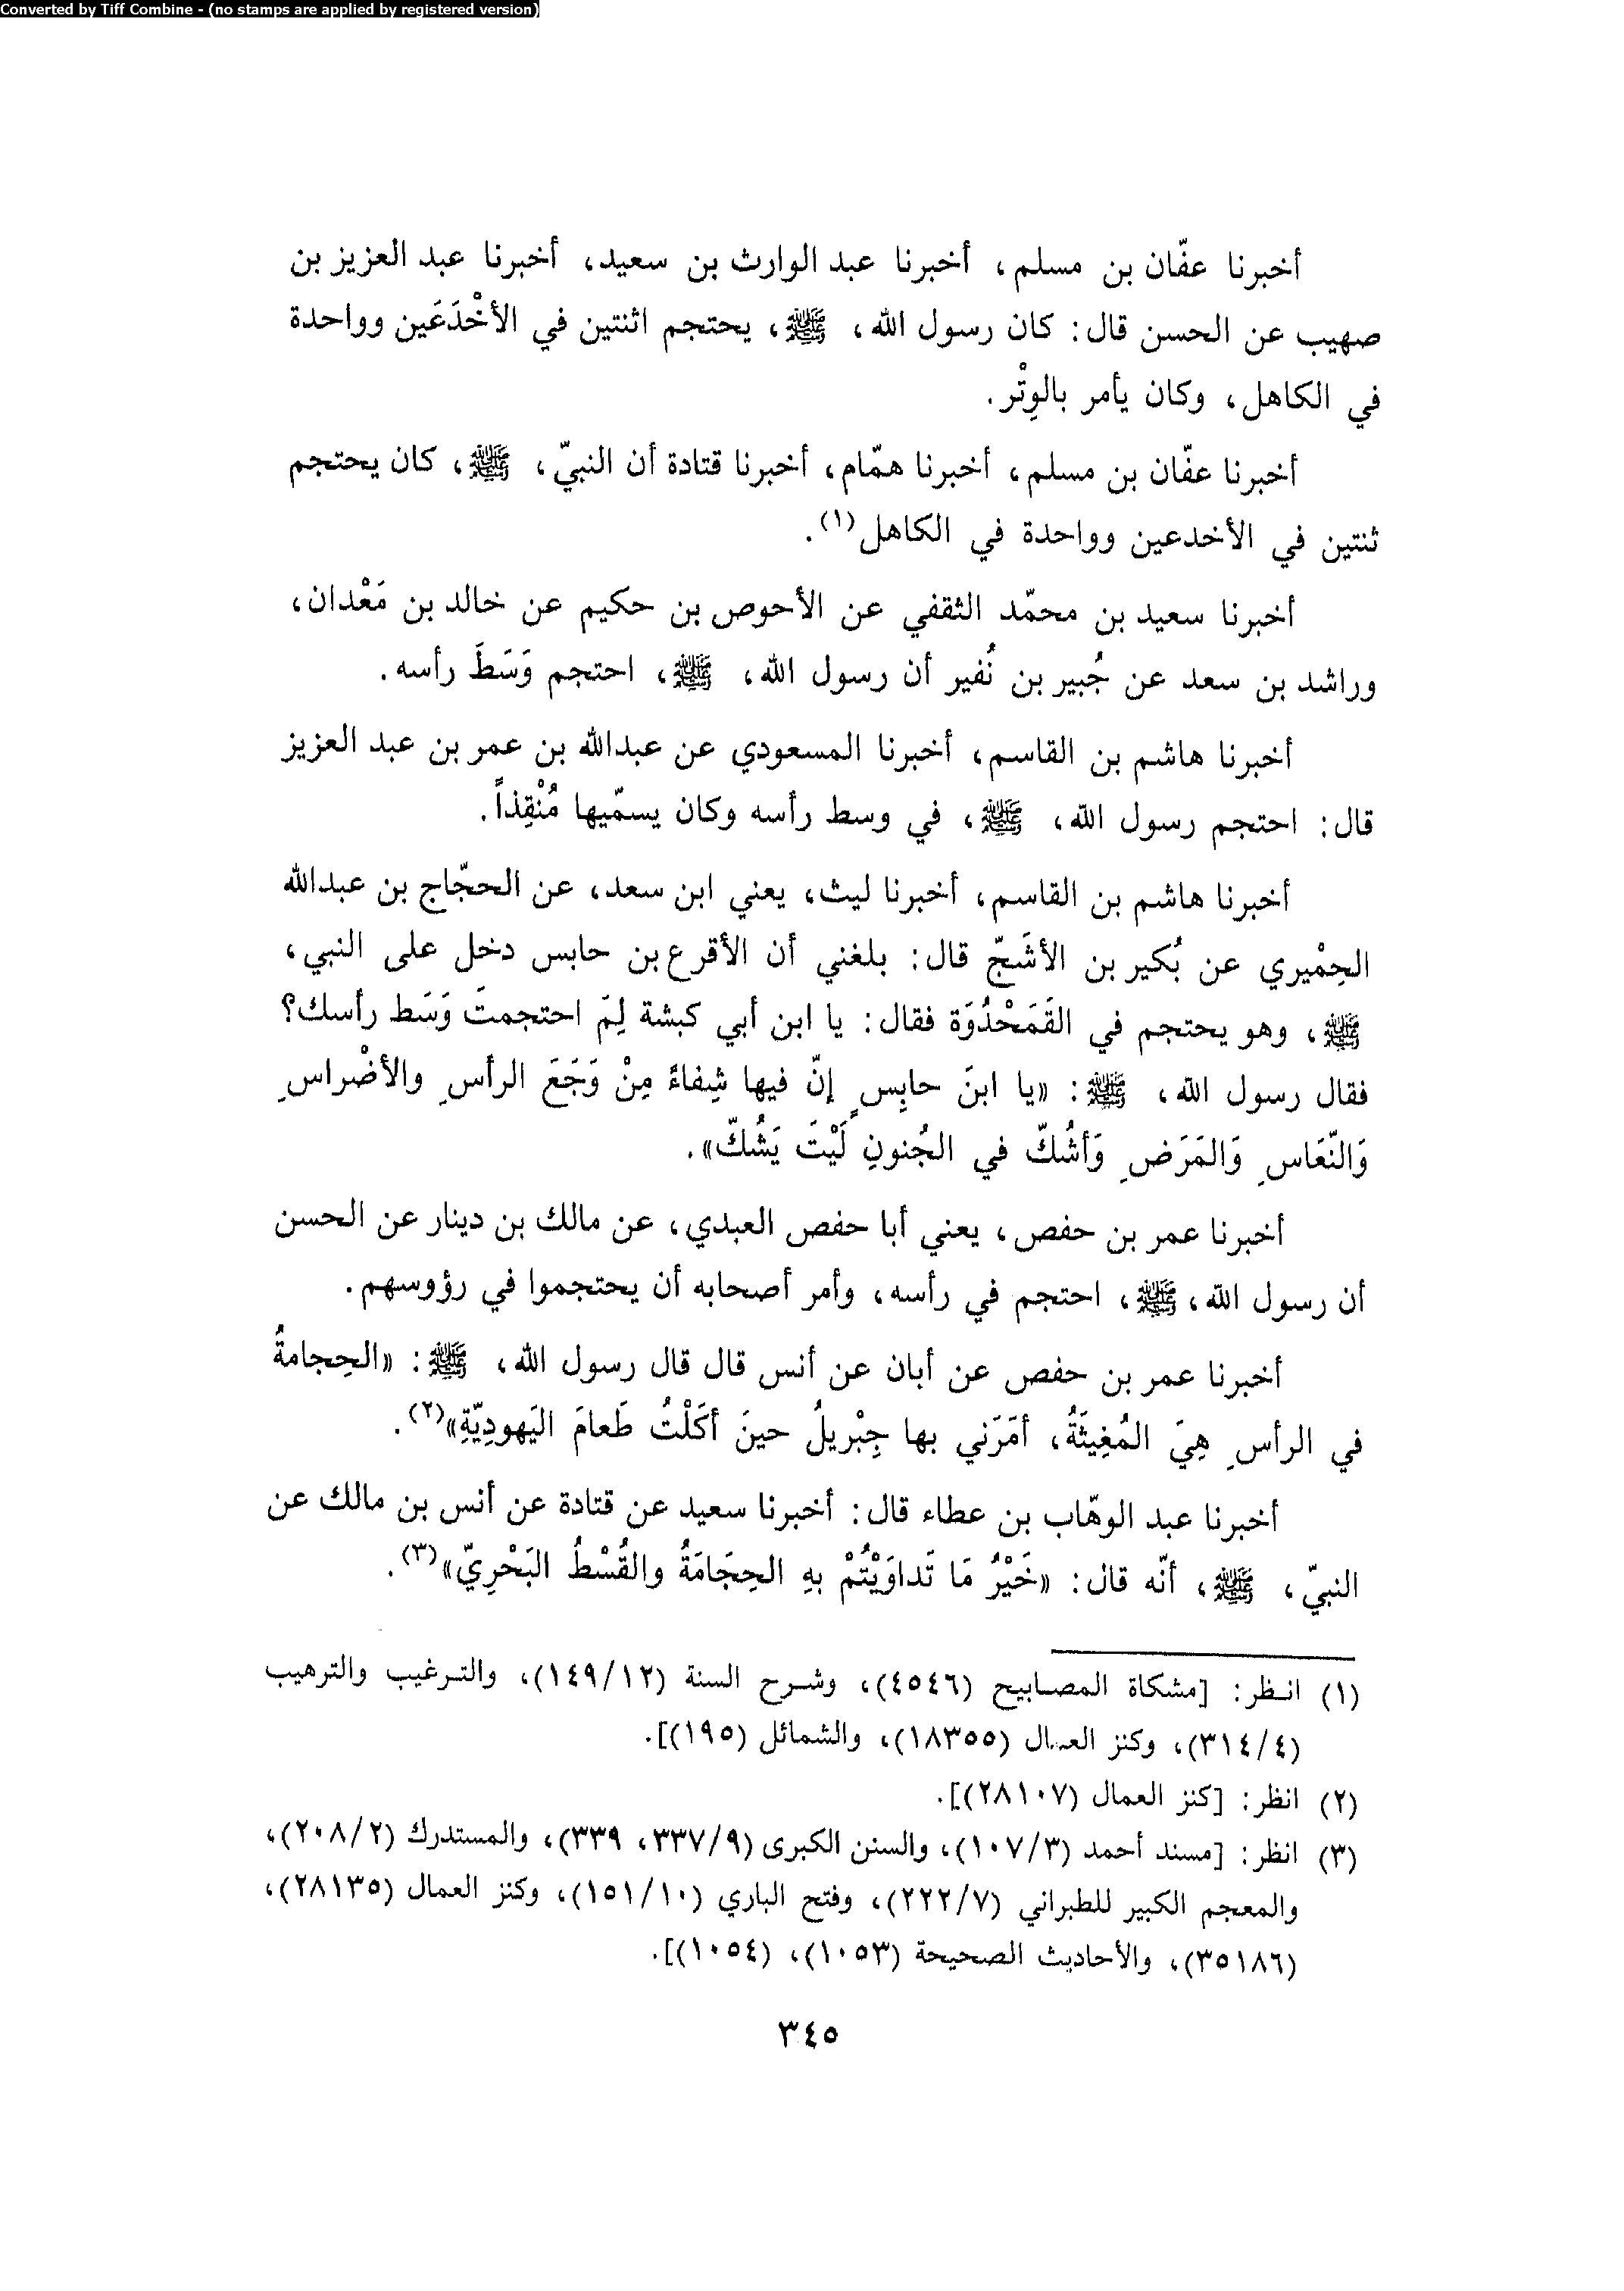 Converted by Tiff Combine - (no stamps are applied by registered version)
أخبرنا عفّان بن مسلم، أخبرنا عبد الوارث بن سعيد، أخبرنا عبد العزيز بن
صهيب عن الحسن قال: كان رسول الله، ﷺ، يحتجم اثنتين في الأخْدَعَين وواحدة
في الكاهل، وكان يأمر بالوِتْر.
أخبرنا عفّان بن مسلم، أخبرنا همّام، أخبرنا قتادة أن النبيّ، ﷺ، كان يحتجم
ثنتين في الأخدعين وواحدة في الكاهل(١).
أخبرنا سعيد بن محمّد الثقفي عن الأحوص بن حكيم عن خالد بن مَعْدان،
وراشد بن سعد عن جُبير بن نُفير أن رسول الله، ﷺ، احتجم وَسَطَ رأسه.
أخبرنا هاشم بن القاسم، أخبرنا المسعودي عن عبدالله بن عمر بن عبد العزيز
قال: احتجم رسول الله، ﷺ، في وسط رأسه وكان يسمّيها مُنْقِذاً.
أخبرنا هاشم بن القاسم، أخبرنا ليث، يعني ابن سعد، عن الحجّاج بن عبدالله
الحِمْيري عن بُكير بن الأشَجّ قال: بلغني أن الأقرع بن حابس دخل على النبي،
ﷺ، وهو يحتجم في القَمَحْدُوَة فقال: يا ابن أبي كبشة لِمَ احتجمتَ وَسَط رأسك؟
فقال رسول الله، ﷺ: «يا ابنَ حابِسٍ إنّ فيها شِفاءً مِنْ وَجَعَ الرأسِ والأضْراسِ
وَالنّعَاسِ وَالمَرَضِ وَأشُكّ في الجُنونِ لَيْتَ يَشُكّ».
أخبرنا عمر بن حفص، يعني أبا حفص العبدي، عن مالك بن دينار عن الحسن
أن رسول الله، ﷺ، احتجم في رأسه، وأمر أصحابه أن يحتجموا في رؤوسهم.
أخبرنا عمر بن حفص عن أبان عن أنس قال قال رسول الله، ﷺ: «الحِجامةُ
في الرأسِ هِيَ المُغِيثَةُ، أمَرَني بها جِبْريلُ حينَ أكَلْتُ طَعامَ اليَهودِيّةِ»(٢).
أخبرنا عبد الوهّاب بن عطاء قال: أخبرنا سعيد عن قتادة عن أنس بن مالك عن
النبيّ، ﷺ، أنّه قال: «خَيْرُ مَا تَداوَيْتُمْ بهِ الحِجَامَةُ والقُسْطُ البَحْرِيّ»(٣).
(١) انظر: [مشكاة المصابيح (٤٥٤٦)، وشرح السنة (١٤٩/١٢)، والترغيب والترهيب
(٣١٤/٤)، وكنز العمال (١٨٣٥٥)، والشمائل (١٩٥)].
(٢) انظر: [كنز العمال (٢٨١٠٧)].
(٣) انظر: [مسند أحمد (١٠٧/٣)، والسنن الكبرى (٣٣٧/٩، ٣٣٩)، والمستدرك (٢٠٨/٢)،
والمعجم الكبير للطبراني (٢٢٢/٧)، وفتح الباري (١٥١/١٠)، وكنز العمال (٢٨١٣٥)،
(٣٥١٨٦)، والأحاديث الصحيحة (١٠٥٣)، (١٠٥٤)].
٣٤٥